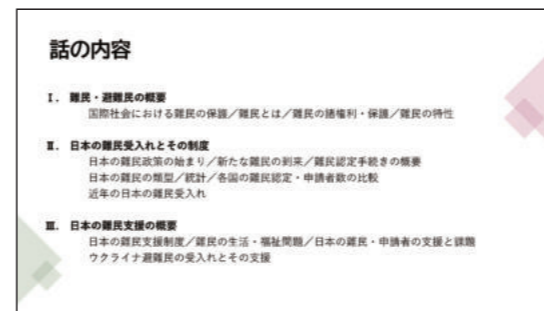 話の内容
Ⅰ. 難民・避難民の概要
国際社会における難民の保護／難民とは／難民の諸権利・保護／難民の特性
Ⅱ. 日本の難民受入れとその制度
日本の難民政策の始まり／新たな難民の到来／難民認定手続きの概要
日本の難民の類型／統計／各国の難民認定・申請者数の比較
近年の日本の難民受入れ
Ⅲ. 日本の難民支援の概要
日本の難民支援制度／難民の生活・福祉問題／日本の難民・申請者の支援と課題
ウクライナ避難民の受入れとその支援